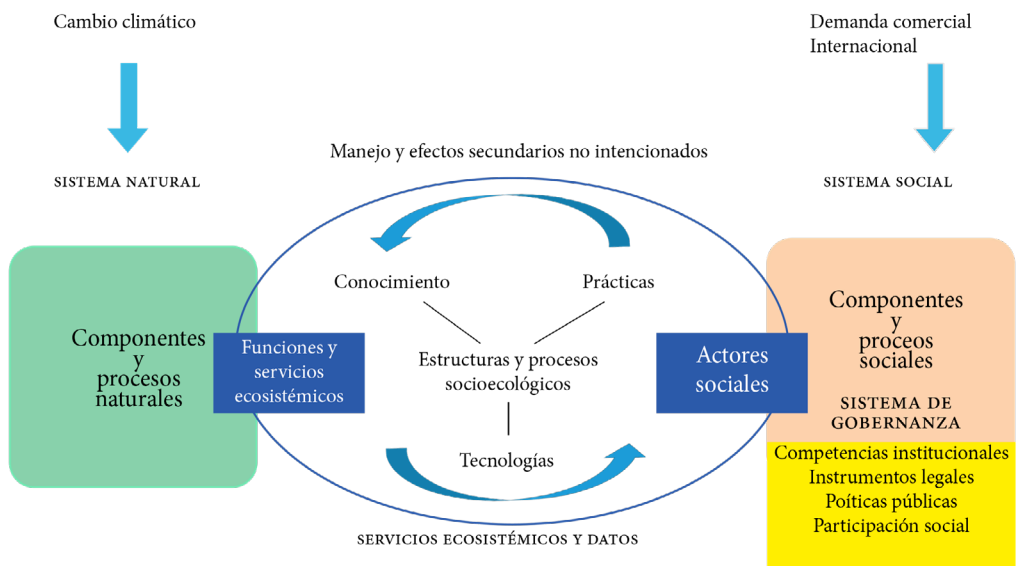 Cambio climático
Demanda comercial
Internacional
Manejo y efectos secundarios no intencionados
SISTEMA NATURAL
SISTEMA SOCIAL
Conocimiento
Prácticas
Componentes
y
procesos
naturales
Funciones y
servicios
ecosistémicos
Estructuras y procesos
socioecológicos
Actores
sociales
Componentes
y
proceos
sociales
SISTEMA DE
GOBERNANZA
Tecnologías
Competencias institucionales
Instrumentos legales
Poíticas públicas
Participación social
SERVICIOS ECOSISTÉMICOS Y DATOS